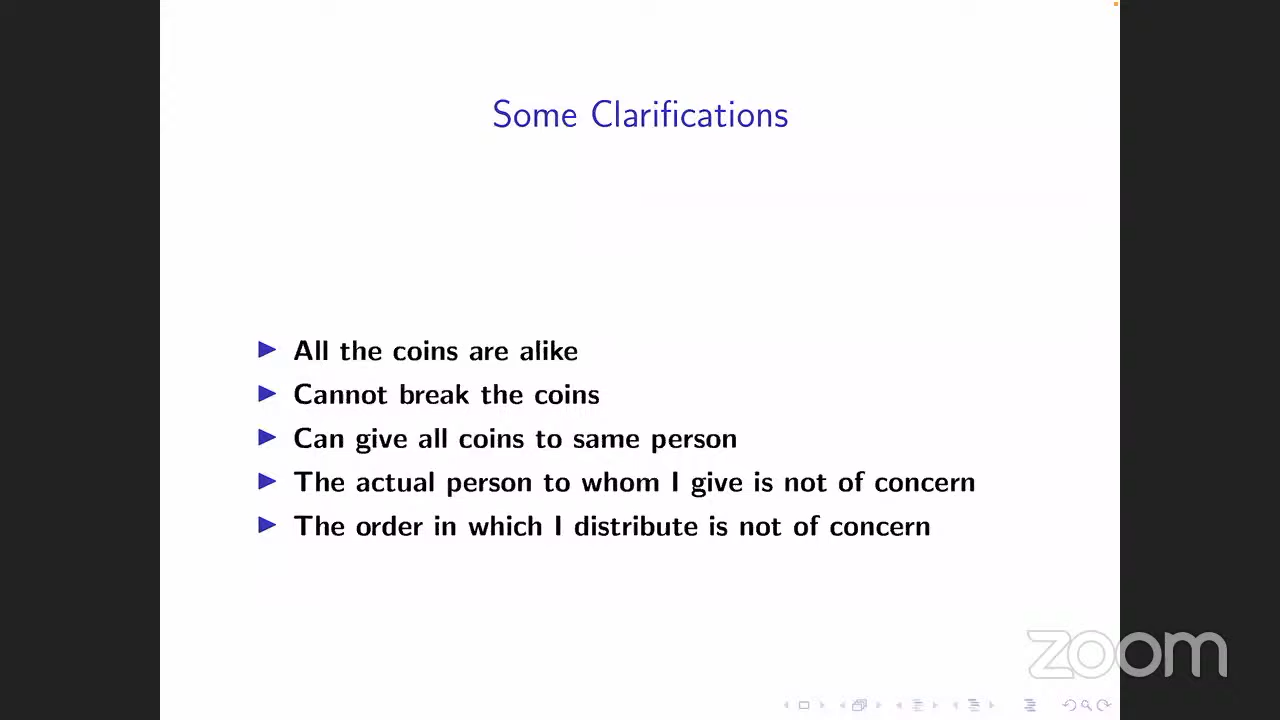 Some Clarifications
All the coins are alike
Cannot break the coins
Can give all coins to same person
The actual person to whom I give is not of concern
The order in which I distribute is not of concern
zoom